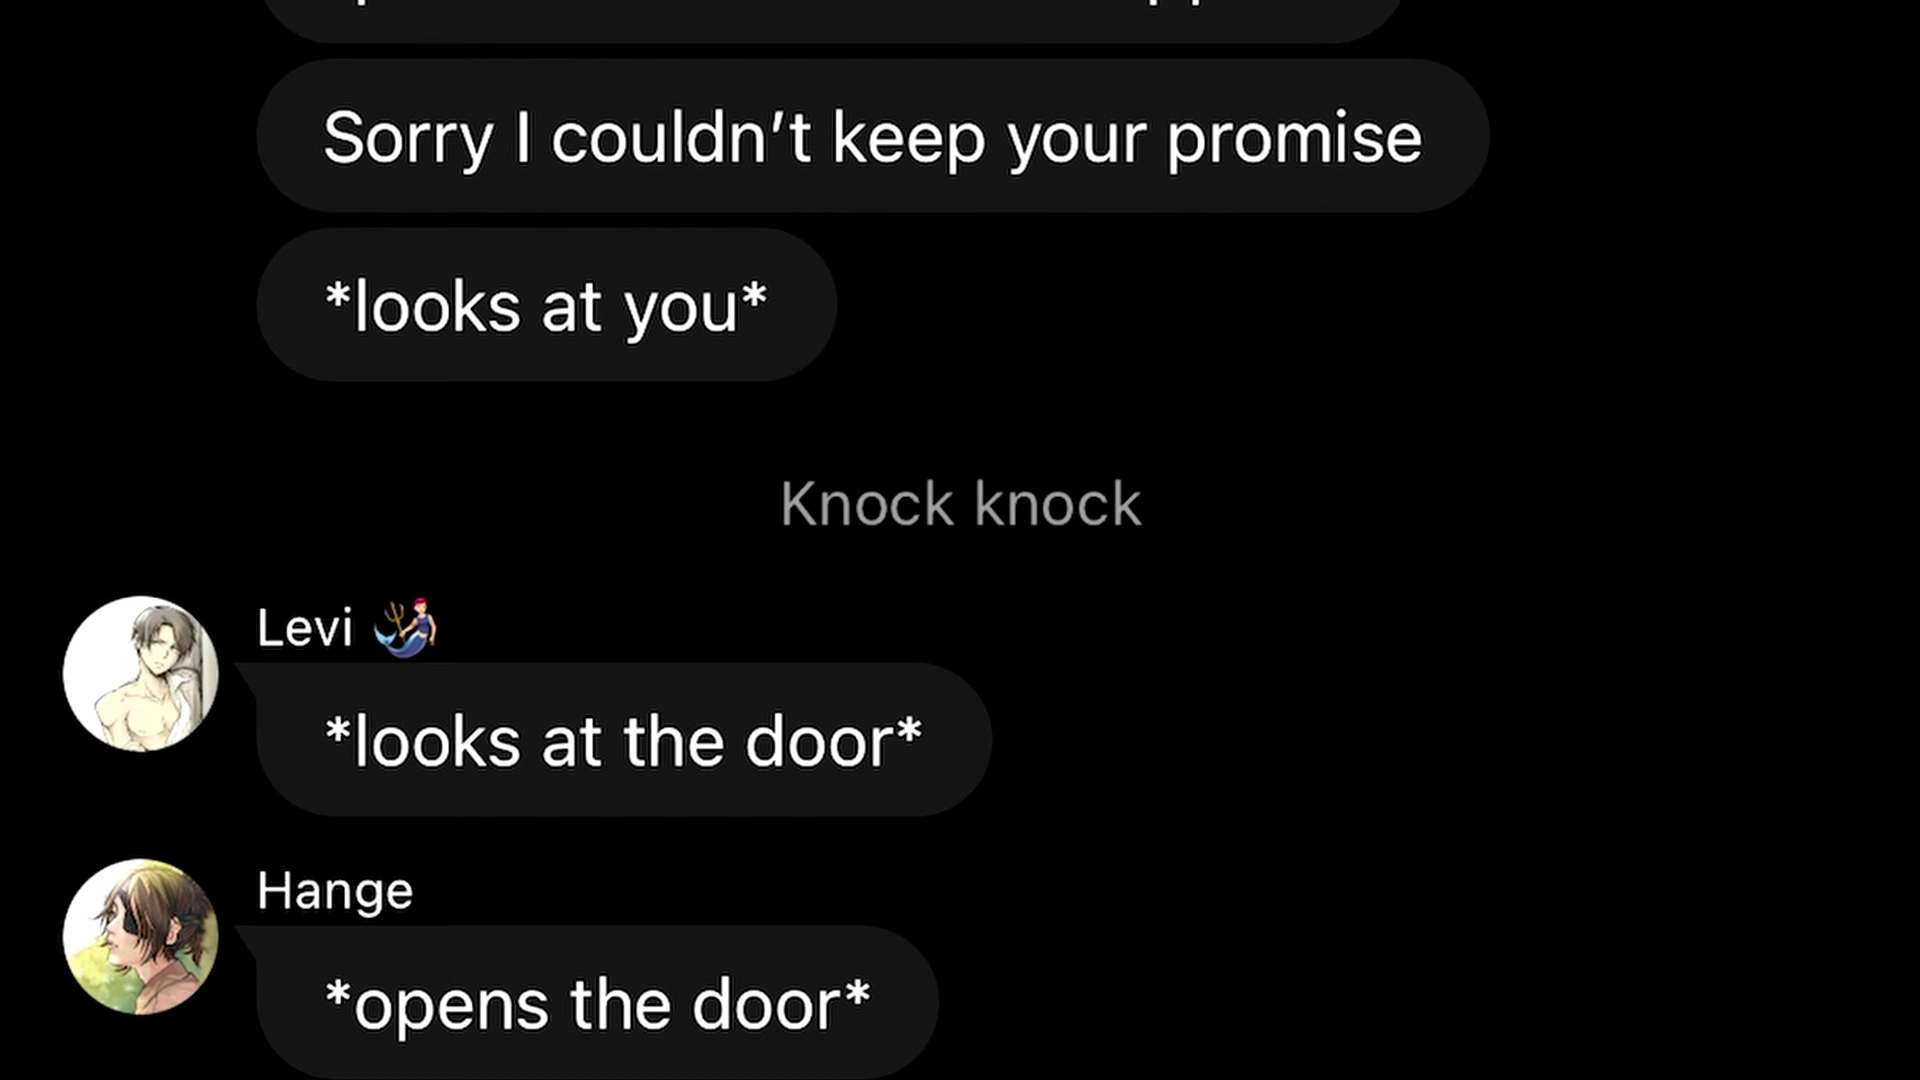 Sorry I couldn’t keep your promise
*looks at you*
Knock knock
Levi 🧜‍♀️
*looks at the door*
Hange
*opens the door*